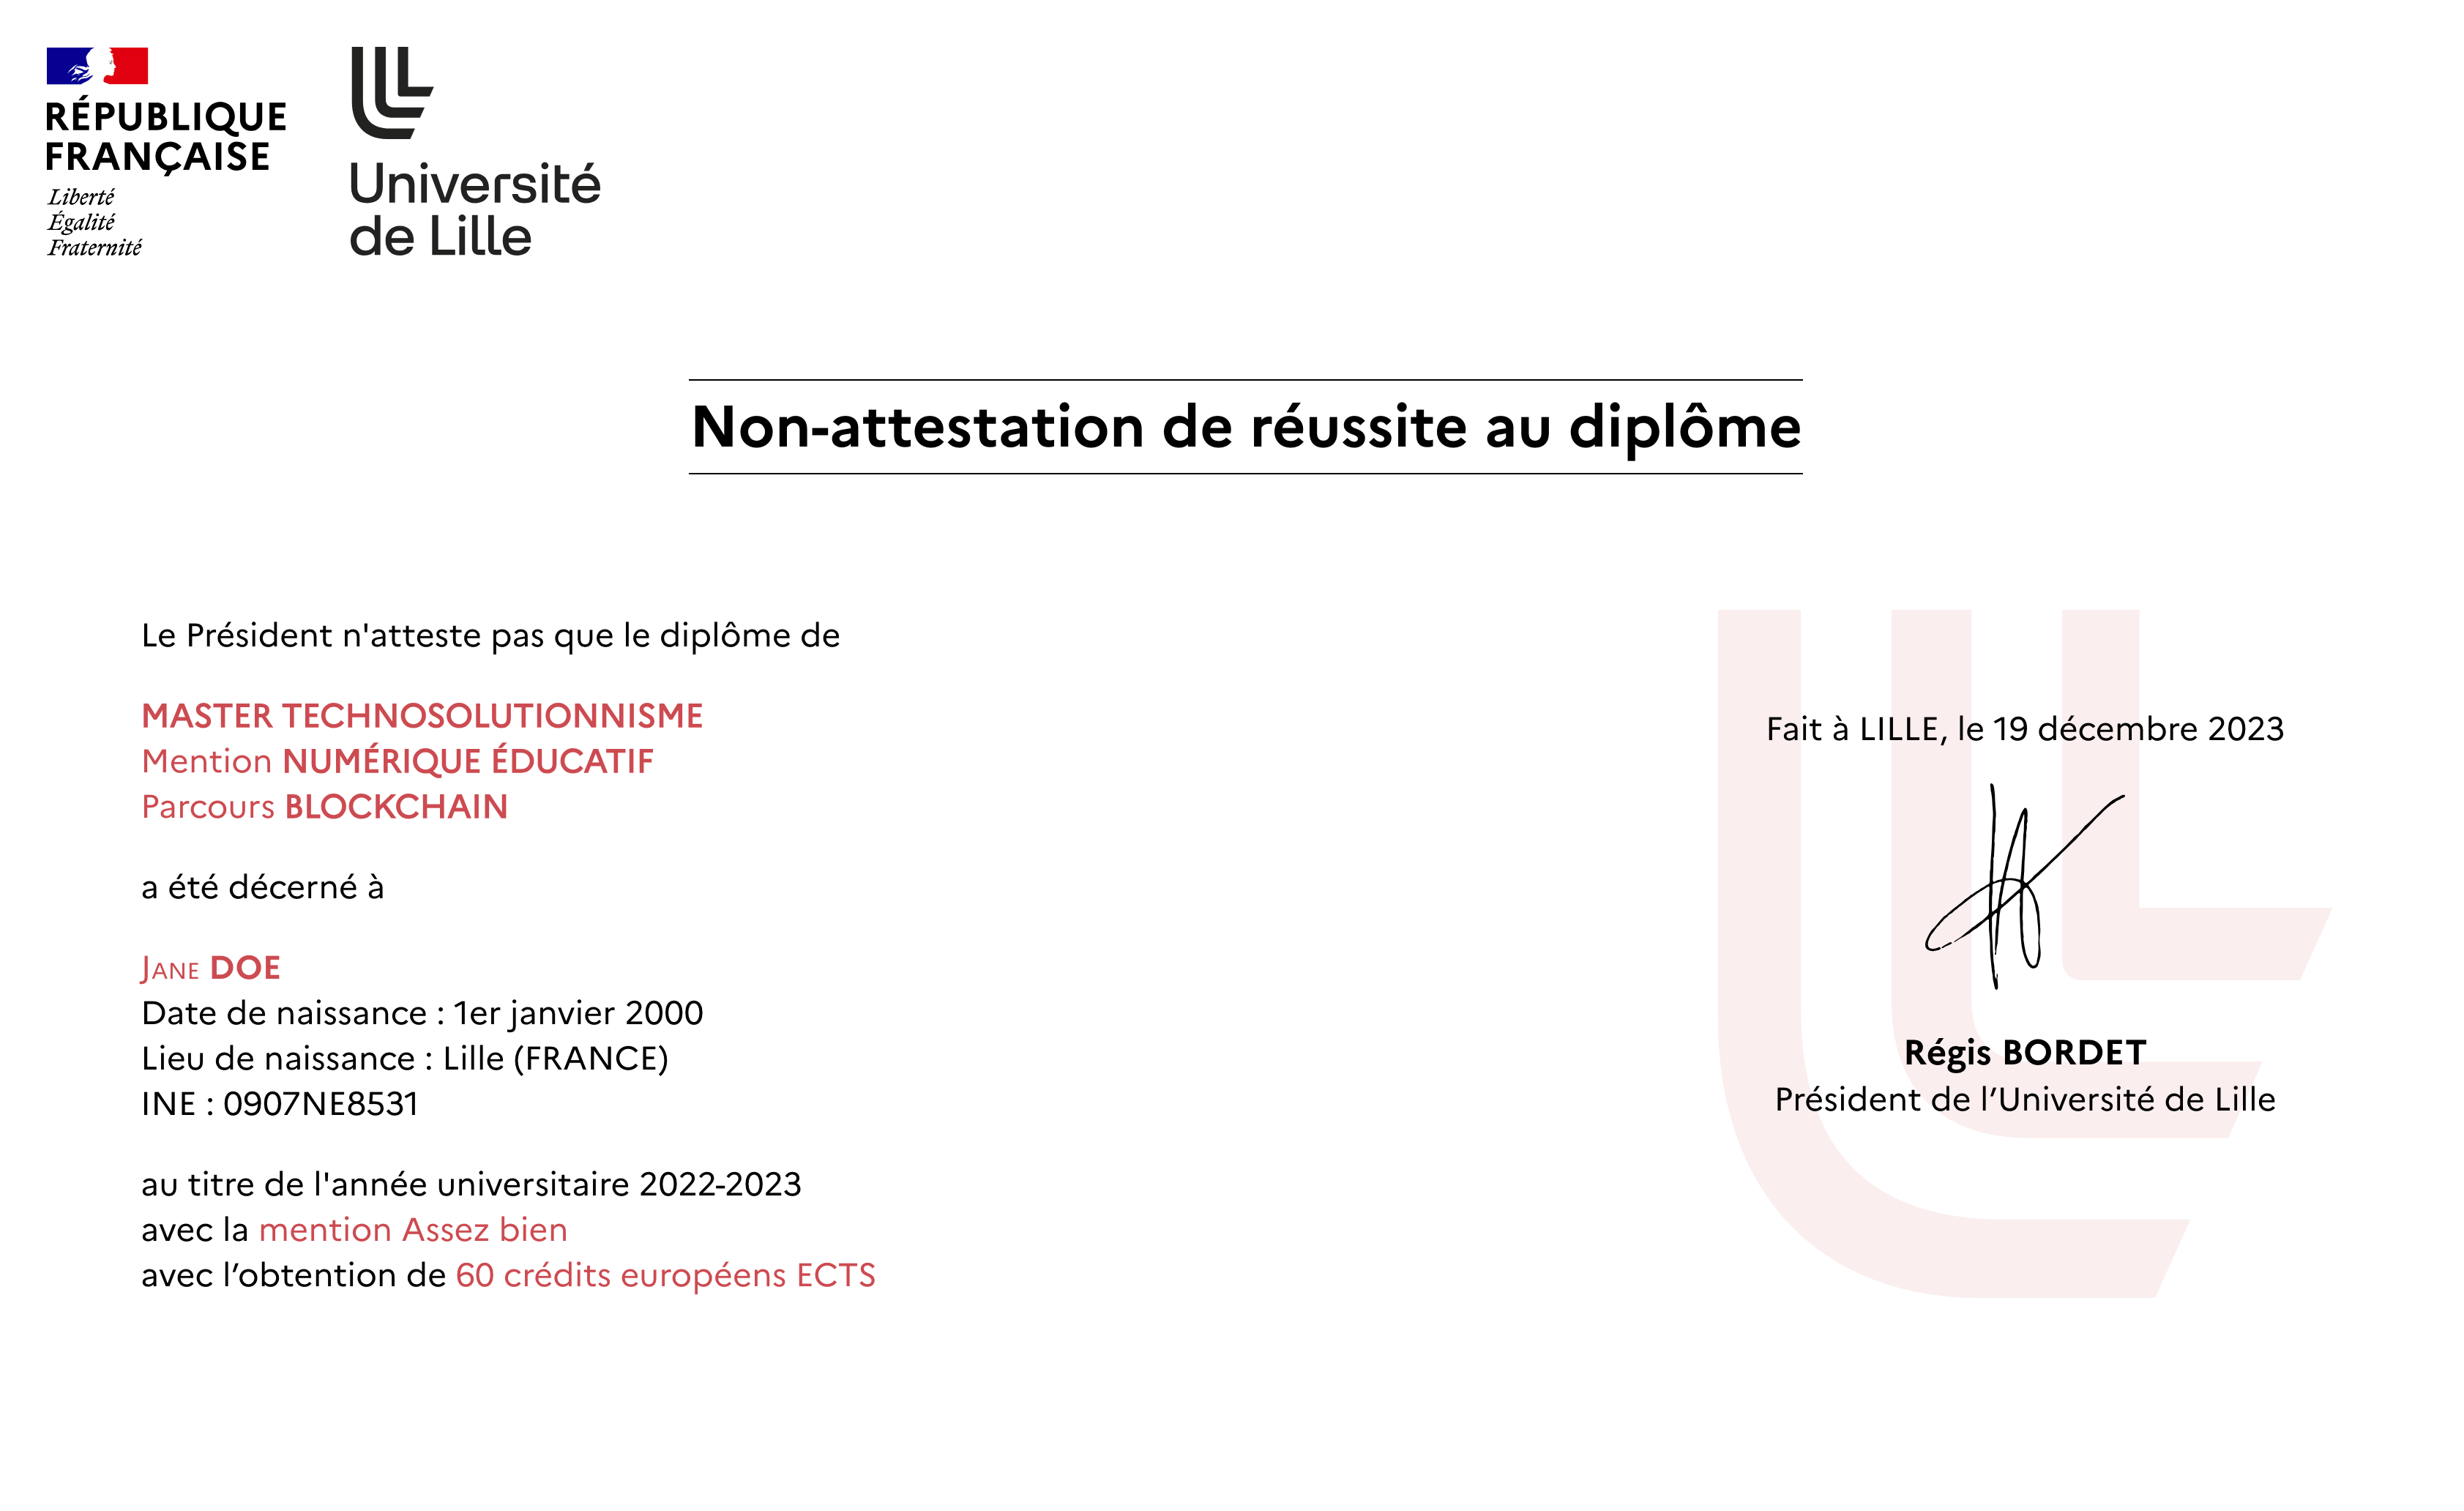 RÉPUBLIQUE
FRANÇAISE
Liberté
Égalité
Fraternité
Université
de Lille
Non-attestation de réussite au diplôme
Le Président n'atteste pas que le diplôme de
MASTER TECHNOSOLUTIONNISME
Mention NUMÉRIQUE ÉDUCATIF
Parcours BLOCKCHAIN
a été décerné à
JANE DOE
Date de naissance : 1er janvier 2000
Lieu de naissance : Lille (FRANCE)
INE : 0907NE8531
au titre de l'année universitaire 2022-2023
avec la mention Assez bien
avec l’obtention de 60 crédits européens ECTS
Fait à LILLE, le 19 décembre 2023
Régis BORDET
Président de l’Université de Lille